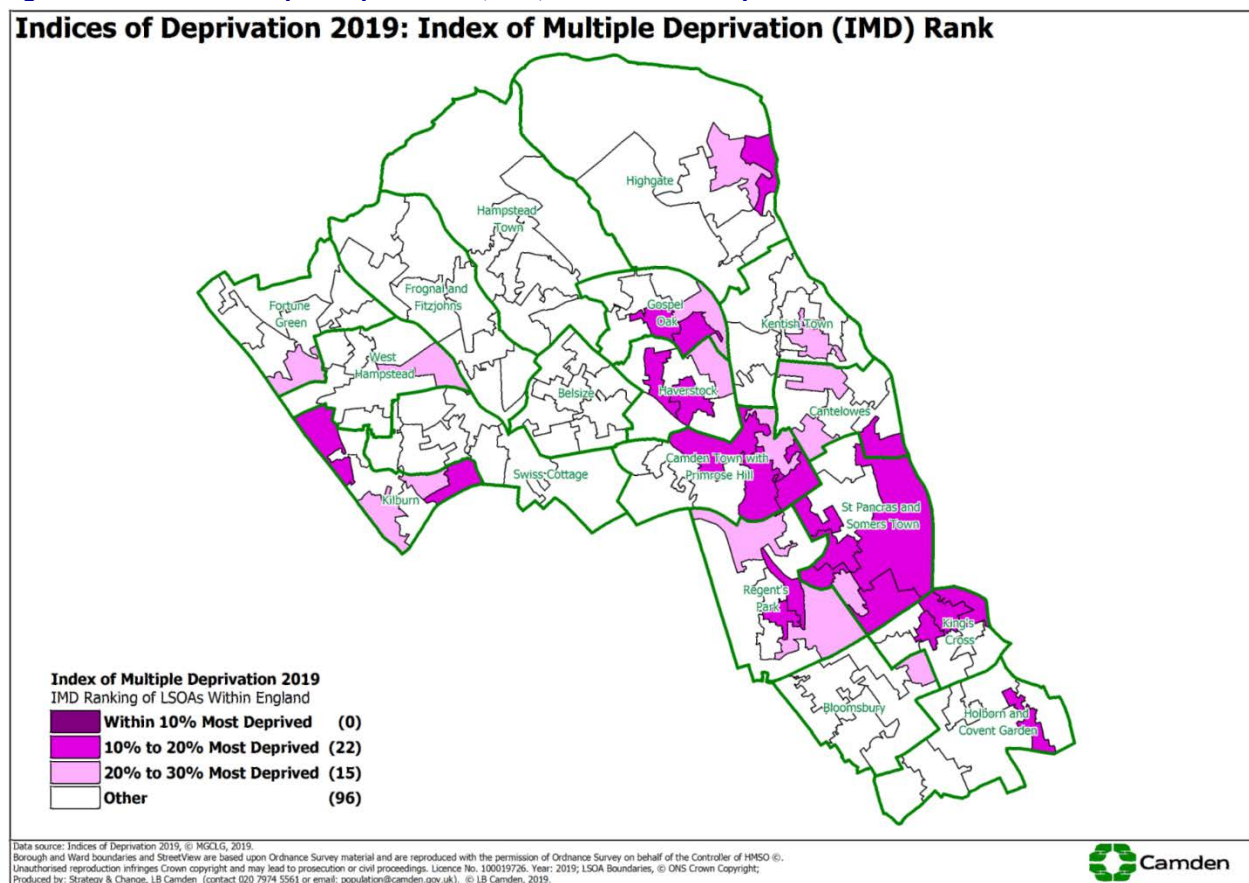 Indices of Deprivation 2019: Index of Multiple Deprivation (IMD) Rank
Highgate
Hampstead
Town
Frognal and
Fitzjohns
Fortune
Green
Gospel
Oak
Kentish Town
West
Hampstead
Belsize
Haverstock
Cantelowes
Camden Town with
Primrose Hill
Swiss Cottage
Kilburn
St Pancras and
Somers Town
Regent's
Park
King's
Cross
Bloomsbury
Holborn and
Covent Garden
Index of Multiple Deprivation 2019
IMD Ranking of LSOAs Within England
Within 10% Most Deprived (0)
10% to 20% Most Deprived (22)
20% to 30% Most Deprived (15)
Other (96)
Data source: Indices of Deprivation 2019, © MGCLG, 2019.
Borough and Ward boundaries and StreetView are based upon Ordnance Survey material and are reproduced with the permission of Ordnance Survey on behalf of the Controller of HMSO ©.
Unauthorised reproduction infringes Crown copyright and may lead to prosecution or civil proceedings. Licence No. 100019726. Year: 2019; LSOA Boundaries, © ONS Crown Copyright;
Produced by: Strategy & Change, LB Camden (contact 020 7974 5561 or email: population@camden.gov.uk). © LB Camden, 2019.
Camden